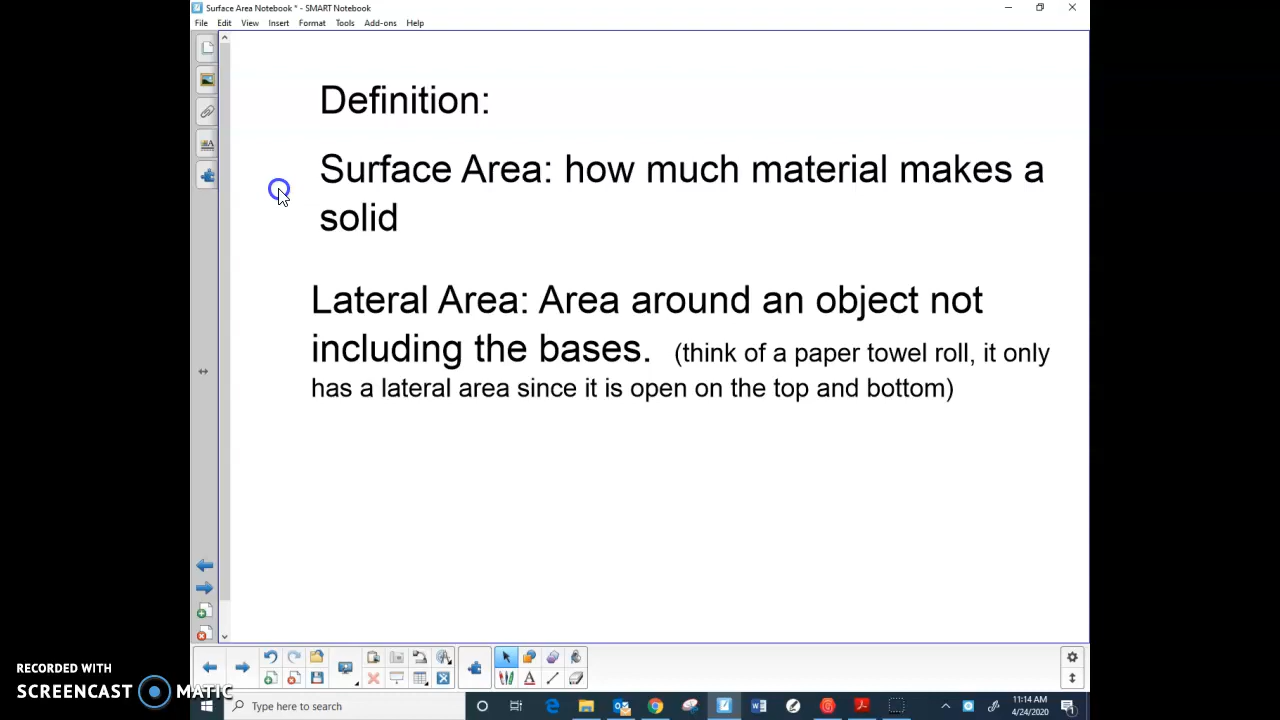 Surface Area Notebook * - SMART Notebook
File Edit View Insert Format Tools Add-ons Help
Definition:
Surface Area: how much material makes a
solid
Lateral Area: Area around an object not
including the bases. (think of a paper towel roll, it only
has a lateral area since it is open on the top and bottom)
RECORDED WITH
SCREENCAST MATIC
Type here to search
11:14 AM
4/24/2020